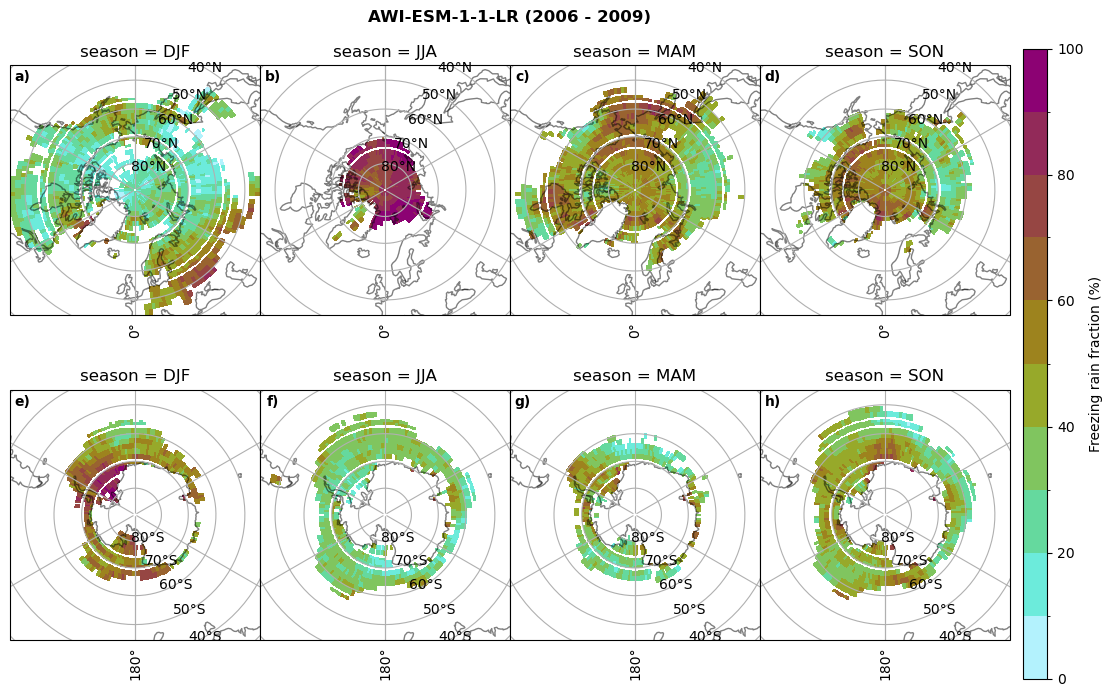 AWI-ESM-1-1-LR (2006 - 2009)
season = DJF
season = JJA
season = MAM
season = SON
a)
40°N
50°N
60°N
70°N
80°N
0°
b)
40°N
50°N
60°N
70°N
80°N
0°
c)
40°N
50°N
60°N
70°N
80°N
0°
d)
40°N
50°N
60°N
70°N
80°N
0°
season = DJF
season = JJA
season = MAM
season = SON
e)
80°S
70°S
60°S
50°S
40°S
180°
f)
80°S
70°S
60°S
50°S
40°S
180°
g)
80°S
70°S
60°S
50°S
40°S
180°
h)
80°S
70°S
60°S
50°S
40°S
180°
100
80
60
40
20
0
Freezing rain fraction (%)